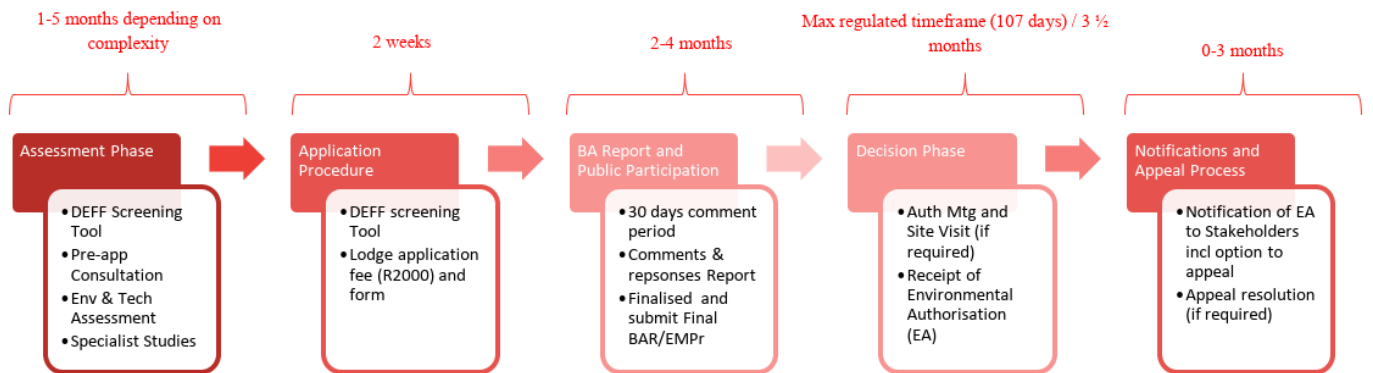 1-5 months depending on
complexity
2 weeks
2-4 months
Max regulated timeframe (107 days) / 3 ½
months
0-3 months
Assessment Phase
• DEFF Screening
Tool
• Pre-app
Consultation
• Env & Tech
Assessment
• Specialist Studies
Application
Procedure
• DEFF screening
Tool
• Lodge application
fee (R2000) and
form
BA Report and
Public Participation
• 30 days comment
period
• Comments &
repsonses Report
• Finalised and
submit Final
BAR/EMPr
Decision Phase
• Auth Mtg and
Site Visit (if
required)
• Receipt of
Environmental
Authorisation
(EA)
Notifications and
Appeal Process
• Notification of EA
to Stakeholders
incl option to
appeal
• Appeal resolution
(if required)